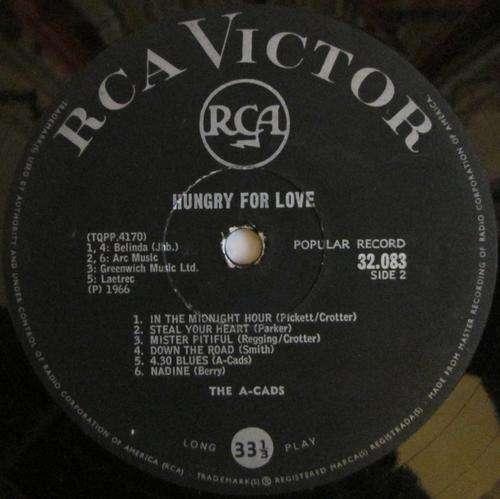 RCA VICTOR
RCA
HUNGRY FOR LOVE
(TQPP.4170)
1, 4: Belinda (Jhb.)
2, 6: Arc Music
3: Greenwich Music Ltd.
5: Laetrec
(P) 1966
POPULAR RECORD
32.083
SIDE 2
1. IN THE MIDNIGHT HOUR (Pickett/Crotter)
2. STEAL YOUR HEART (Parker)
3. MISTER PITIFUL (Regging/Crotter)
4. DOWN THE ROAD (Smith)
5. 4.30 BLUES (A-Cads)
6. NADINE (Berry)
THE A-CADS
LONG 33 1/3 PLAY
TRADEMARK(S) USED BY AUTHORITY AND UNDER CONTROL OF RADIO CORPORATION OF AMERICA (RCA)
TRADEMARK(S) ® REGISTERED MARCA(S) REGISTRADA(S)
MADE FROM MASTER RECORDING OF RADIO CORPORATION OF AMERICA.